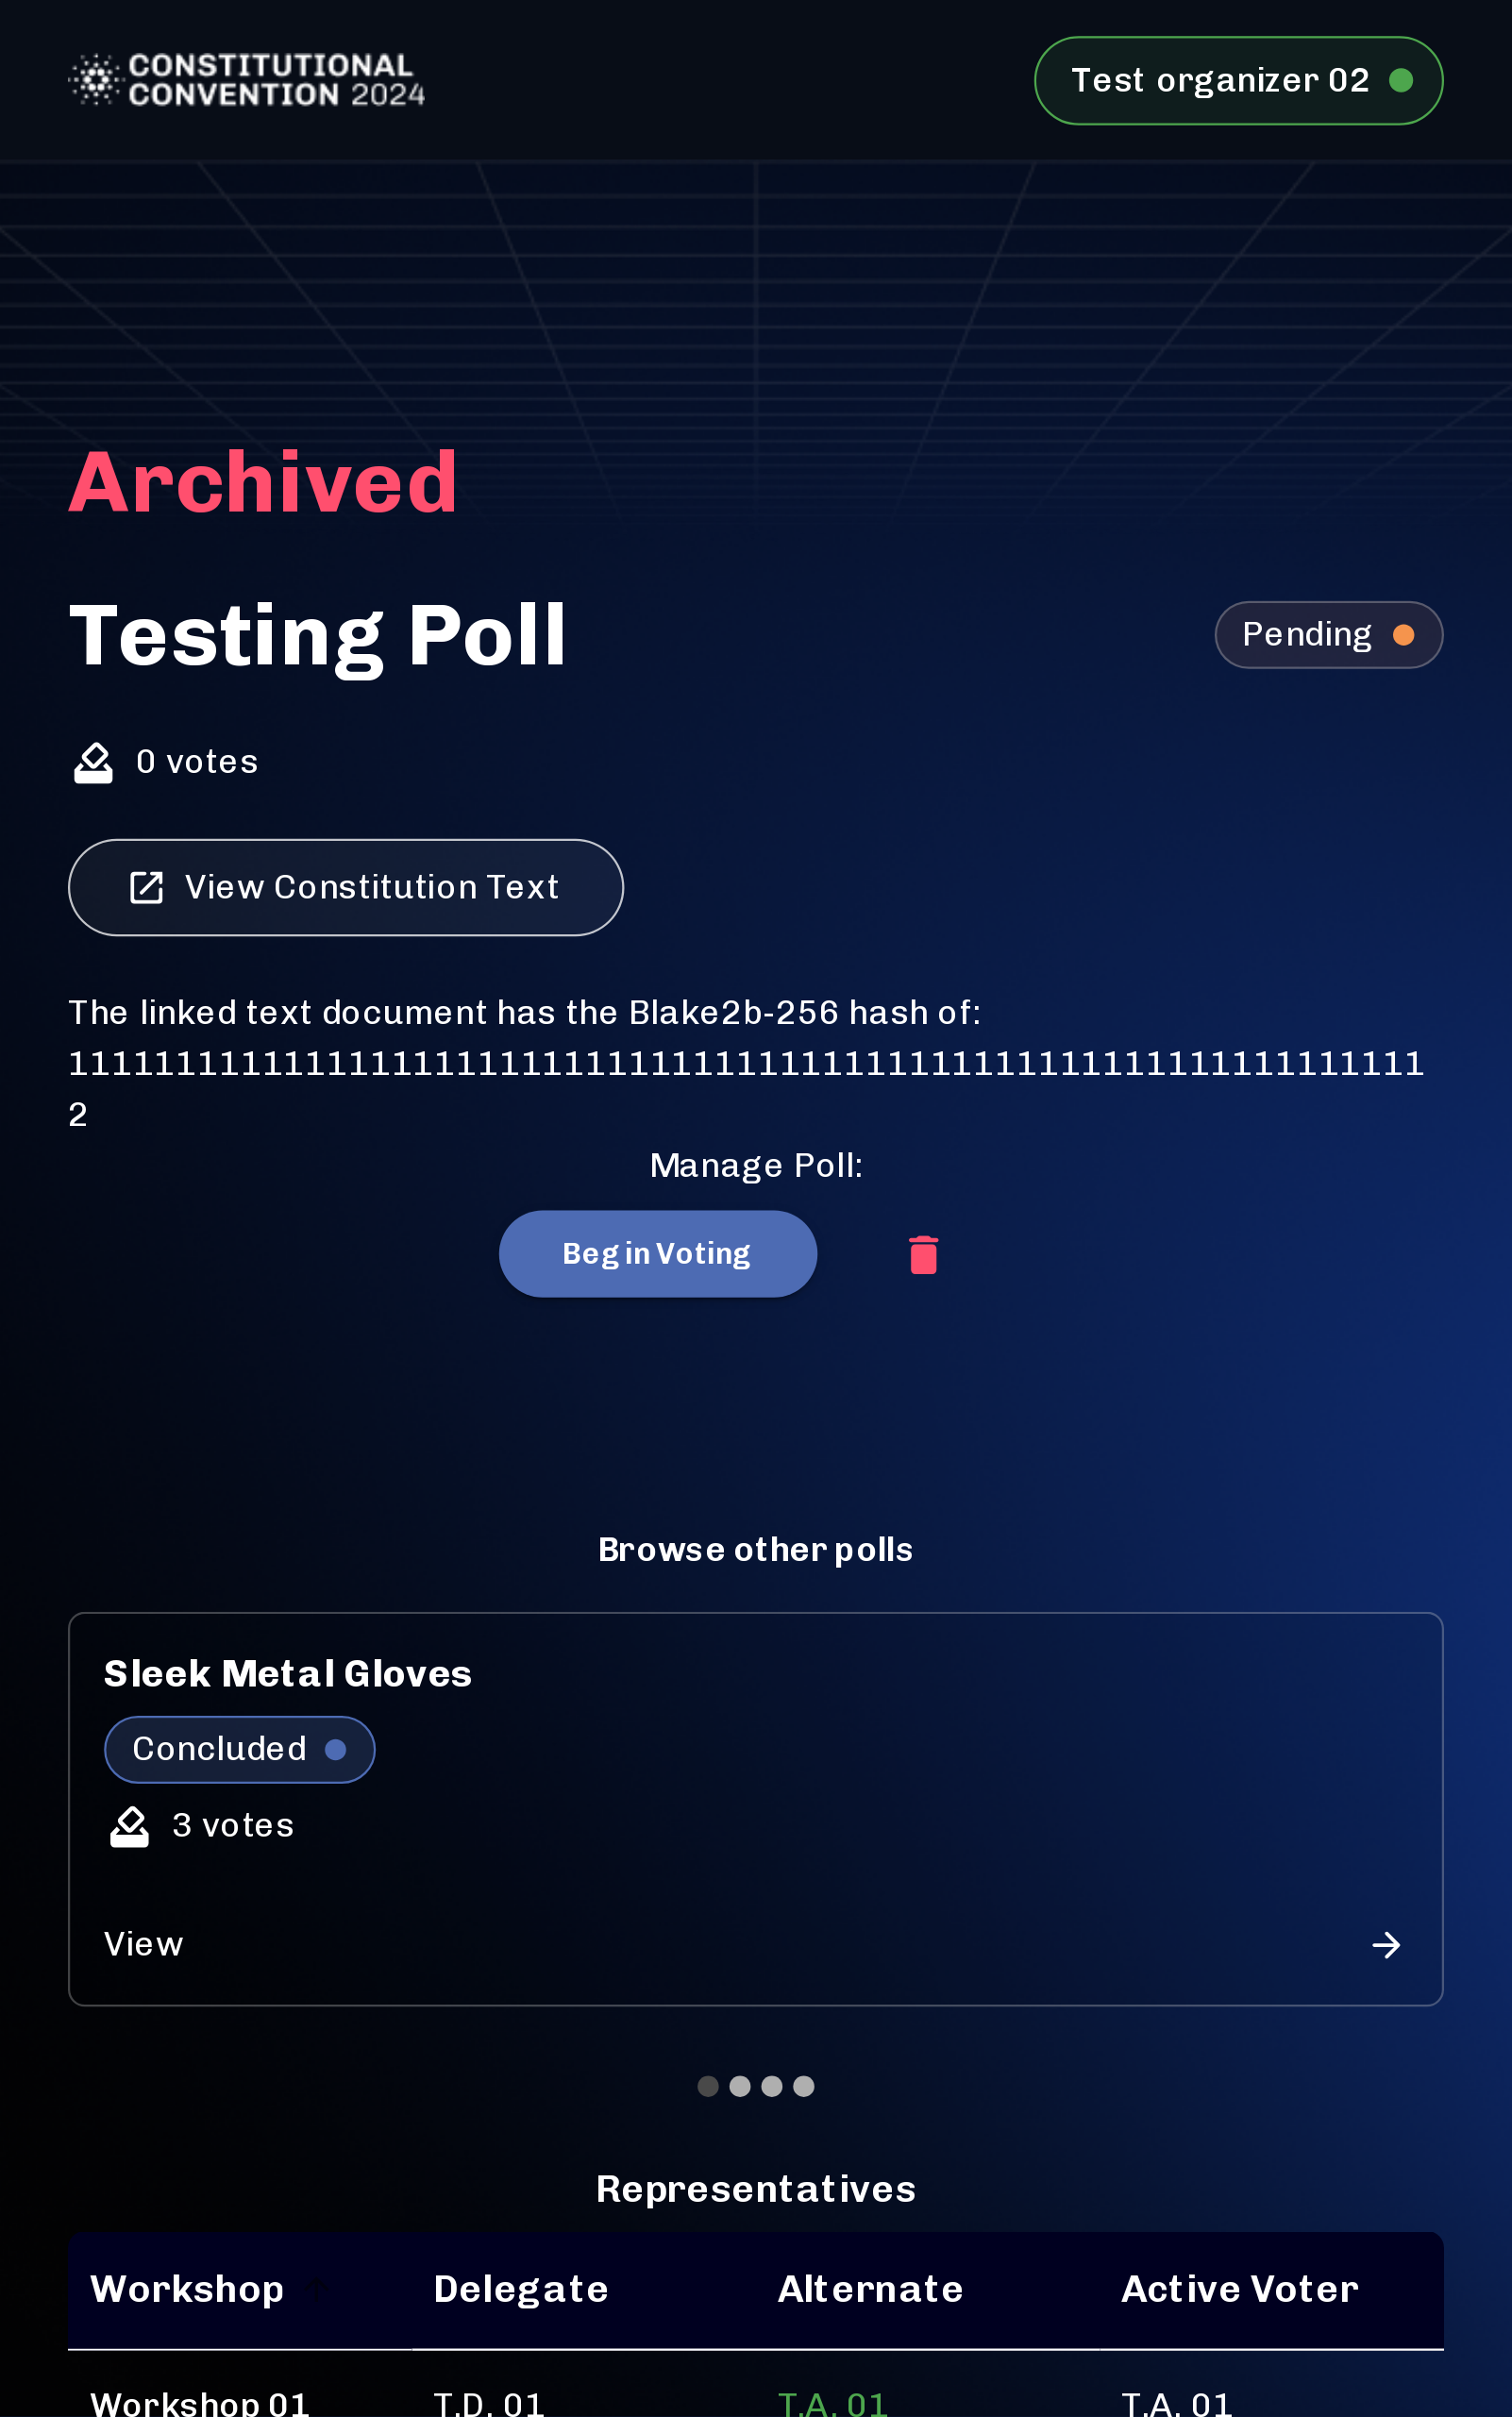 CONSTITUTIONAL
CONVENTION 2024
Test organizer 02
Archived
Testing Poll
Pending
0 votes
View Constitution Text
The linked text document has the Blake2b-256 hash of:
111111111111111111111111111111111111111111111111111111111111111
2
Manage Poll:
Begin Voting
Browse other polls
Sleek Metal Gloves
Concluded
3 votes
View
Representatives
Workshop Delegate Alternate Active Voter
Workshop 01 T.D. 01 T.A. 01 T.A. 01